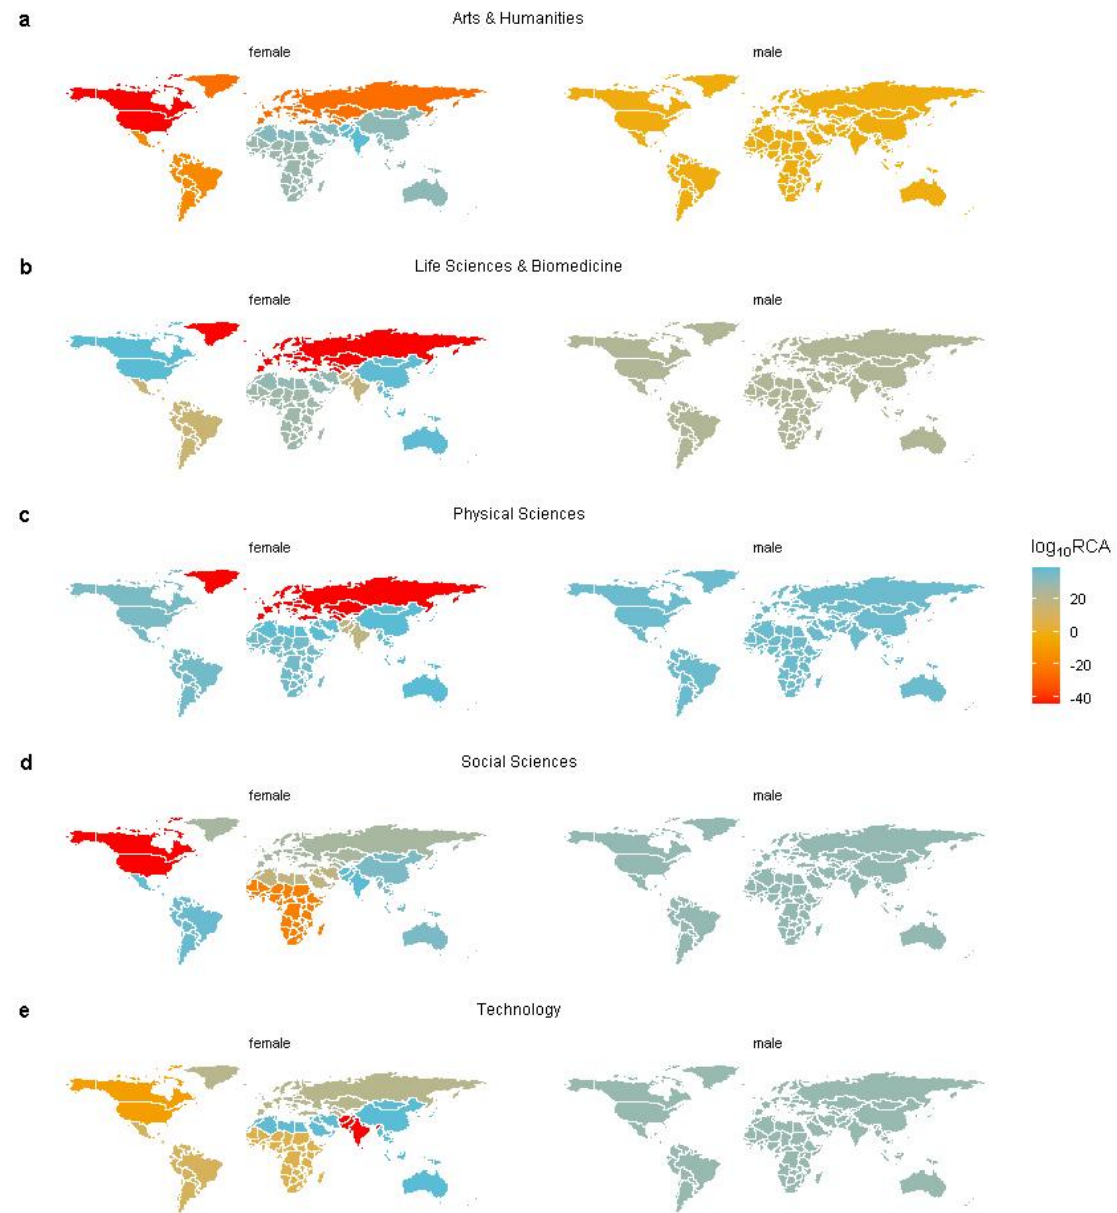 a
Arts & Humanities
female
male
b
Life Sciences & Biomedicine
female
male
c
Physical Sciences
female
male
log₁₀RCA
20
0
-20
-40
d
Social Sciences
female
male
e
Technology
female
male